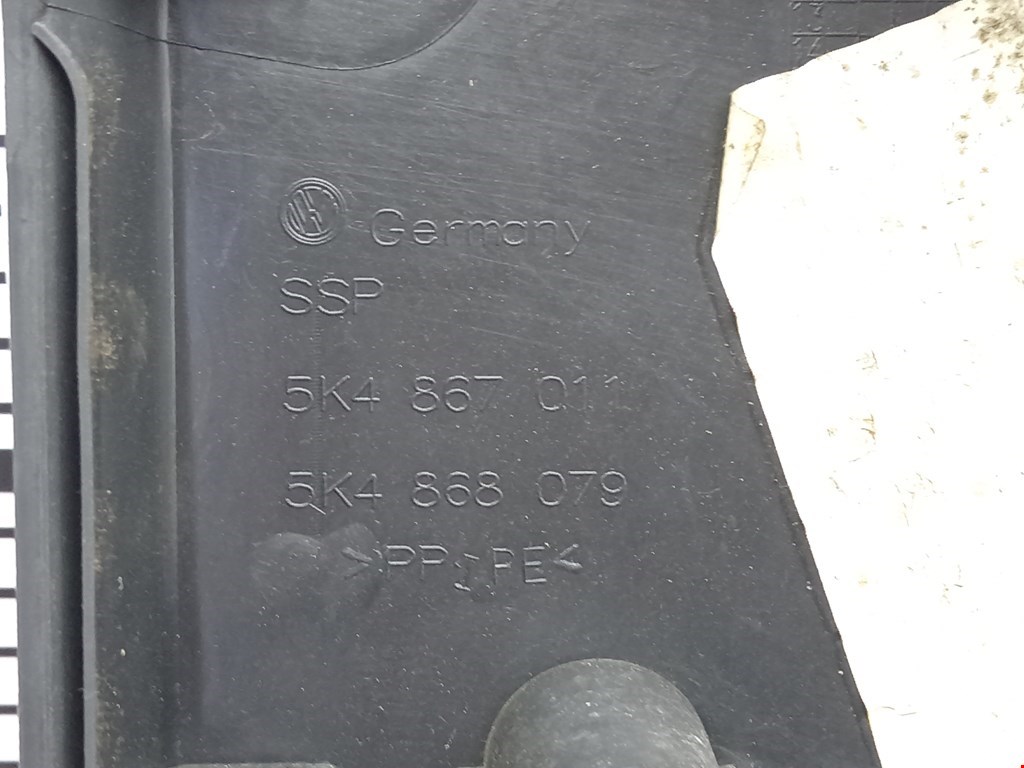 Germany
SSP
5K4 867 011
5K4 868 079
>PP+PE<